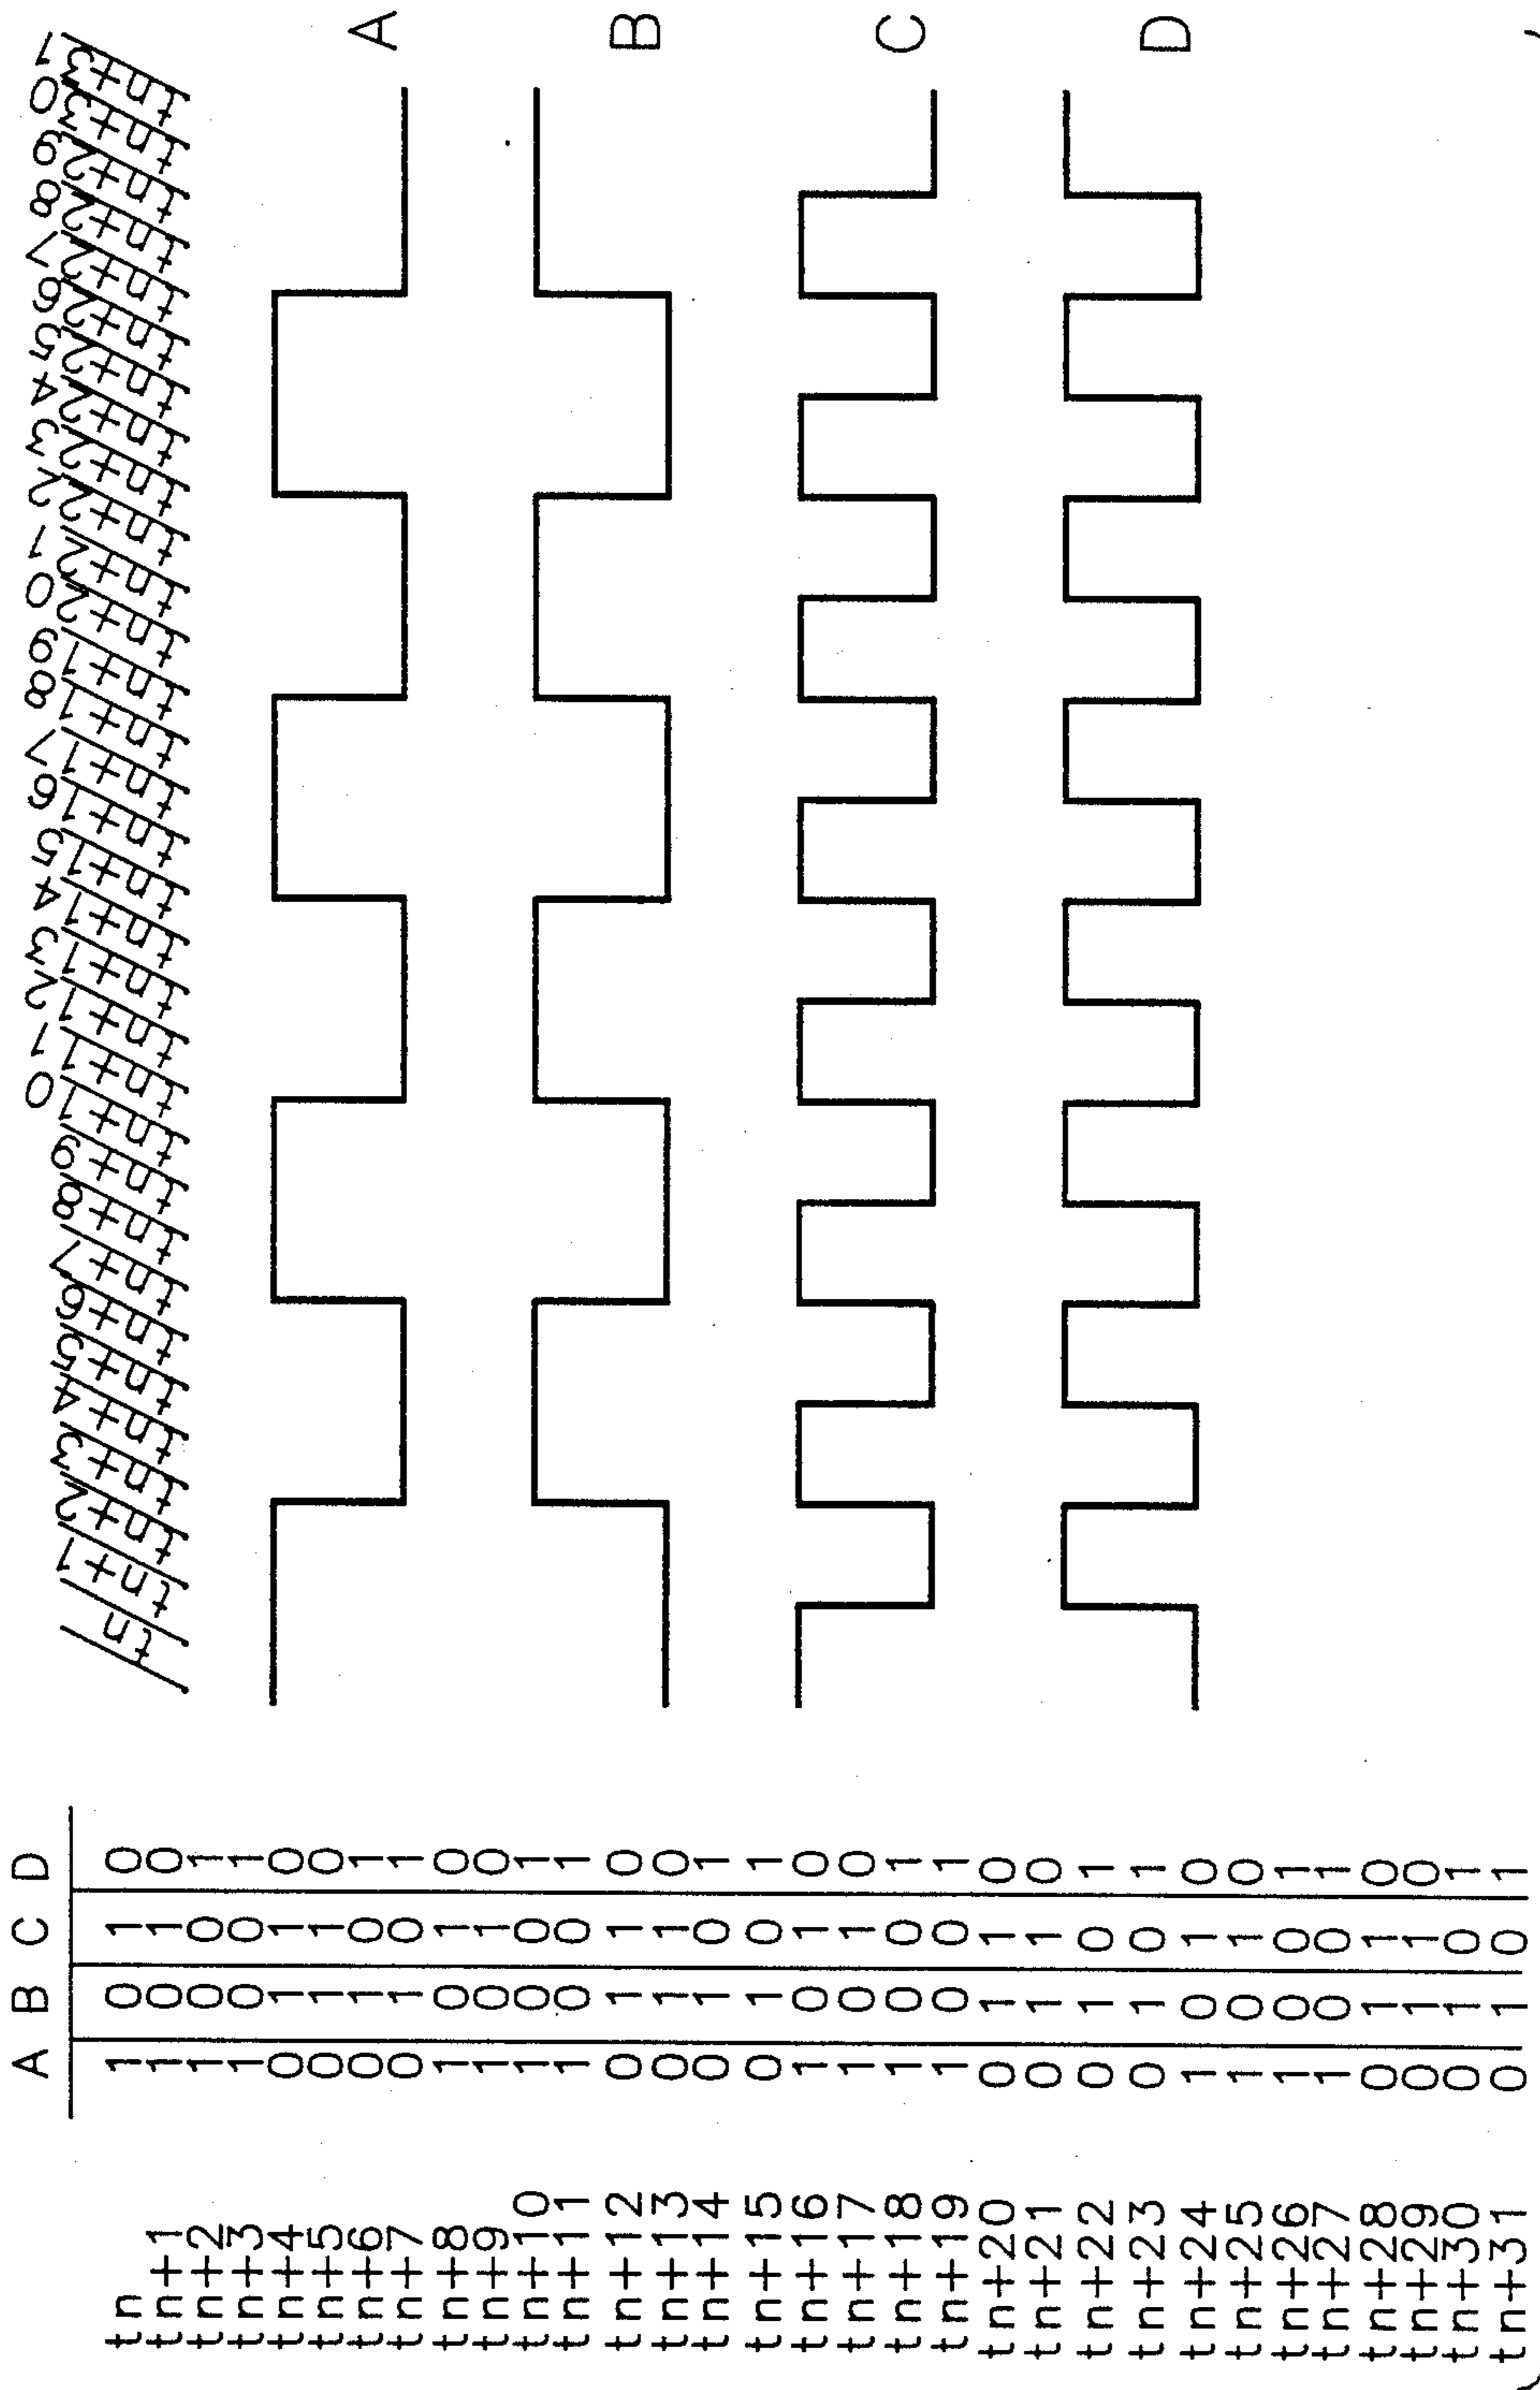 A B C D
tn 1 0 1 0
tn+1 1 0 1 0
tn+2 1 0 0 1
tn+3 1 0 0 1
tn+4 0 1 1 0
tn+5 0 1 1 0
tn+6 0 1 0 1
tn+7 0 1 0 1
tn+8 1 0 1 0
tn+9 1 0 1 0
tn+10 1 0 0 1
tn+11 1 0 0 1
tn+12 0 1 1 0
tn+13 0 1 1 0
tn+14 0 1 0 1
tn+15 0 1 0 1
tn+16 1 0 1 0
tn+17 1 0 1 0
tn+18 1 0 0 1
tn+19 1 0 0 1
tn+20 0 1 1 0
tn+21 0 1 1 0
tn+22 0 1 0 1
tn+23 0 1 0 1
tn+24 1 0 1 0
tn+25 1 0 1 0
tn+26 1 0 0 1
tn+27 1 0 0 1
tn+28 0 1 1 0
tn+29 0 1 1 0
tn+30 0 1 0 1
tn+31 0 1 0 1
tn
tn+1
tn+2
tn+3
tn+4
tn+5
tn+6
tn+7
tn+8
tn+9
tn+10
tn+11
tn+12
tn+13
tn+14
tn+15
tn+16
tn+17
tn+18
tn+19
tn+20
tn+21
tn+22
tn+23
tn+24
tn+25
tn+26
tn+27
tn+28
tn+29
tn+30
tn+31
A
B
C
D